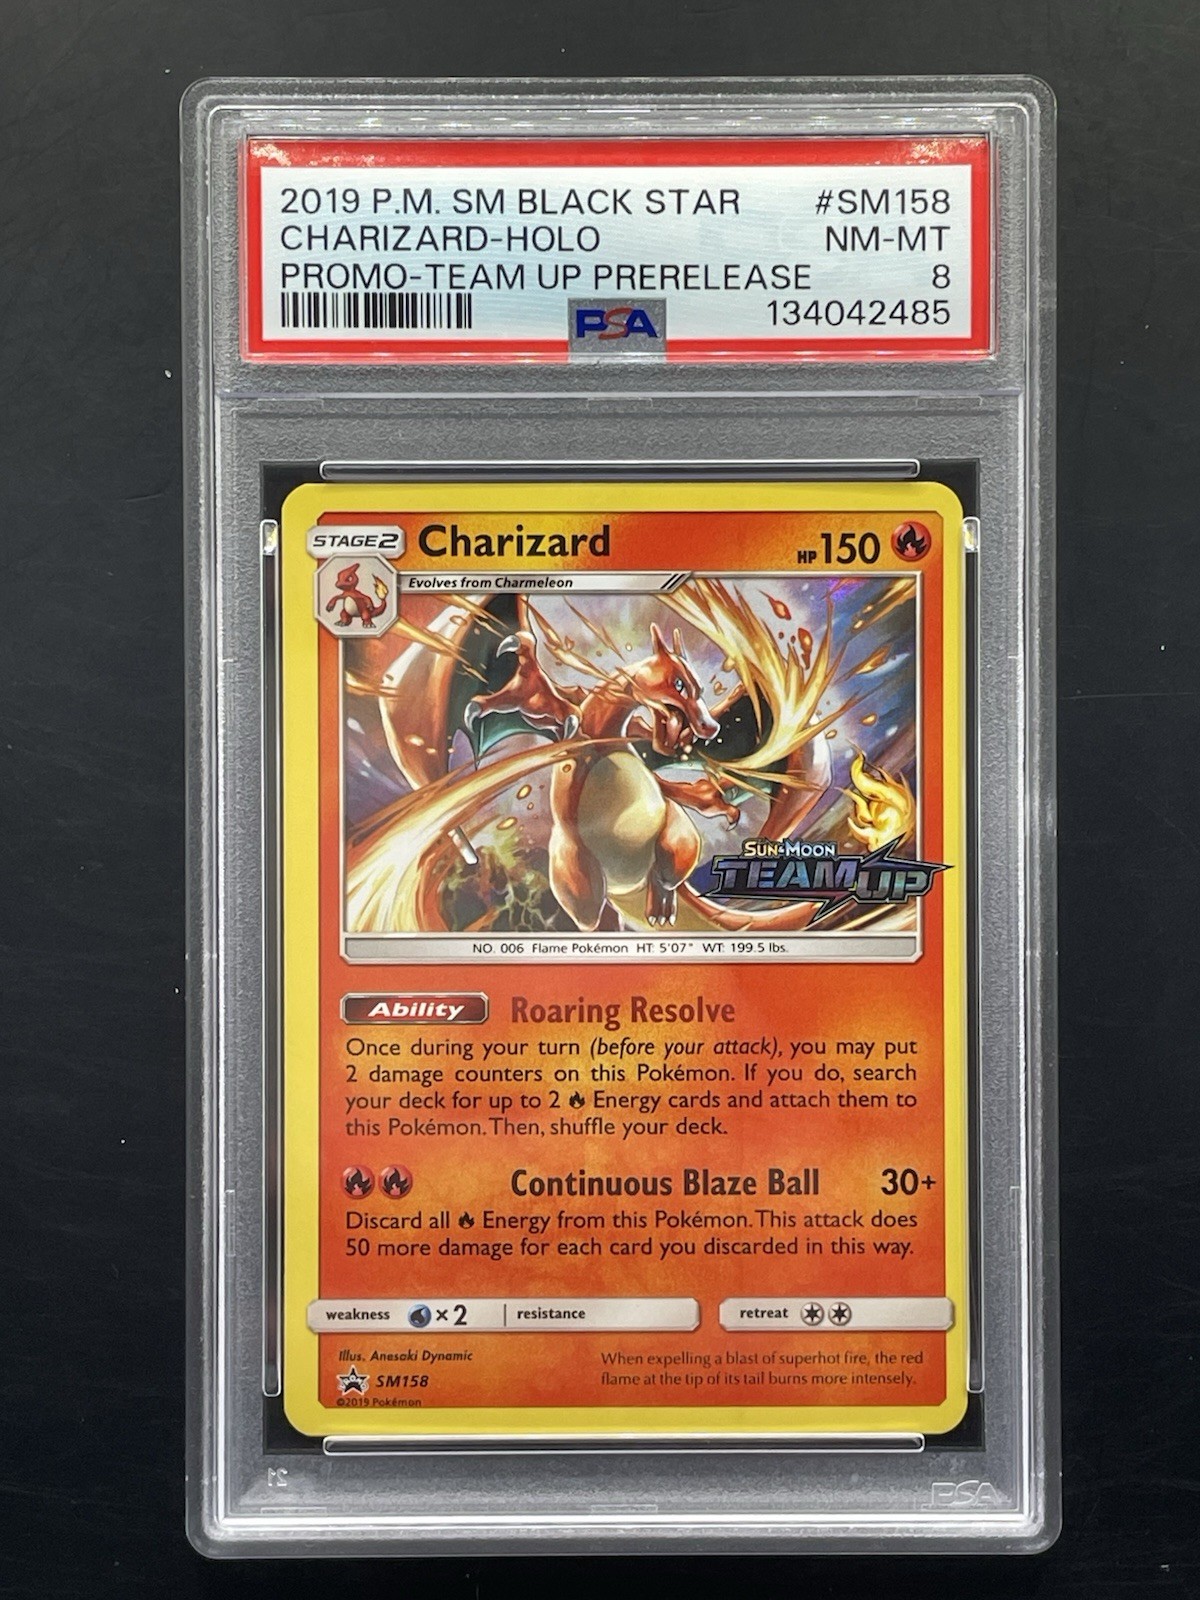 2019 P.M. SM BLACK STAR #SM158
CHARIZARD-HOLO NM-MT
PROMO-TEAM UP PRERELEASE 8
PSA 134042485
STAGE2 Charizard HP150
Evolves from Charmeleon
SUN&MOON
TEAM UP
NO. 006 Flame Pokémon HT: 5'07" WT: 199.5 lbs.
Ability Roaring Resolve
Once during your turn (before your attack), you may put
2 damage counters on this Pokémon. If you do, search
your deck for up to 2 Energy cards and attach them to
this Pokémon. Then, shuffle your deck.
Continuous Blaze Ball 30+
Discard all Energy from this Pokémon. This attack does
50 more damage for each card you discarded in this way.
weakness ×2 resistance retreat
Illus. Anesaki Dynamic
When expelling a blast of superhot fire, the red
SM158
flame at the tip of its tail burns more intensely.
©2019 Pokémon
PSA